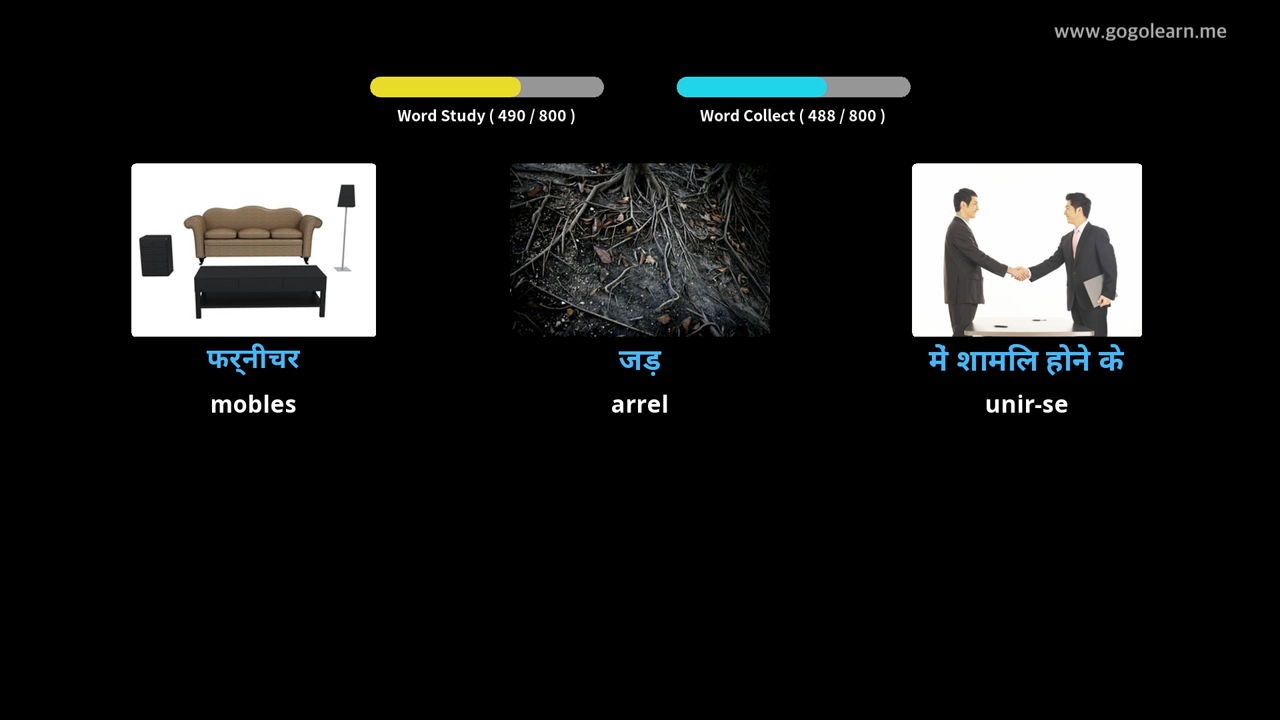 www.gogolearn.me
Word Study ( 490 / 800 )
Word Collect ( 488 / 800 )
फर्नीचर
जड़
में शामलि होने के
mobles
arrel
unir-se